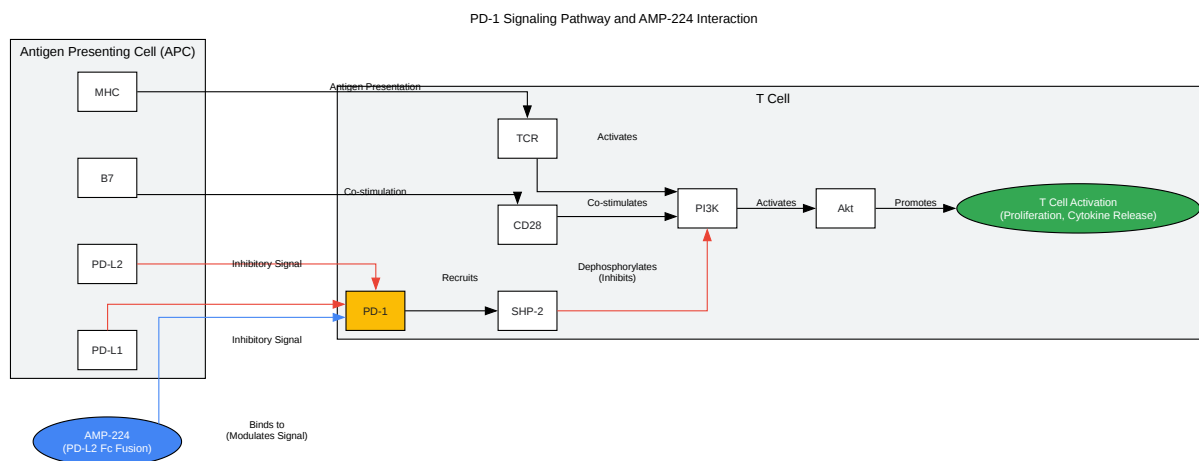 PD-1 Signaling Pathway and AMP-224 Interaction
Antigen Presenting Cell (APC)
MHC
Antigen Presentation
T Cell
TCR
Activates
B7
Co-stimulation
CD28
Co-stimulates
PI3K
Activates
Akt
Promotes
T Cell Activation
(Proliferation, Cytokine Release)
PD-L2
Inhibitory Signal
Recruits
Dephosphorylates
(Inhibits)
PD-1
SHP-2
PD-L1
Inhibitory Signal
AMP-224
(PD-L2 Fc Fusion)
Binds to
(Modulates Signal)